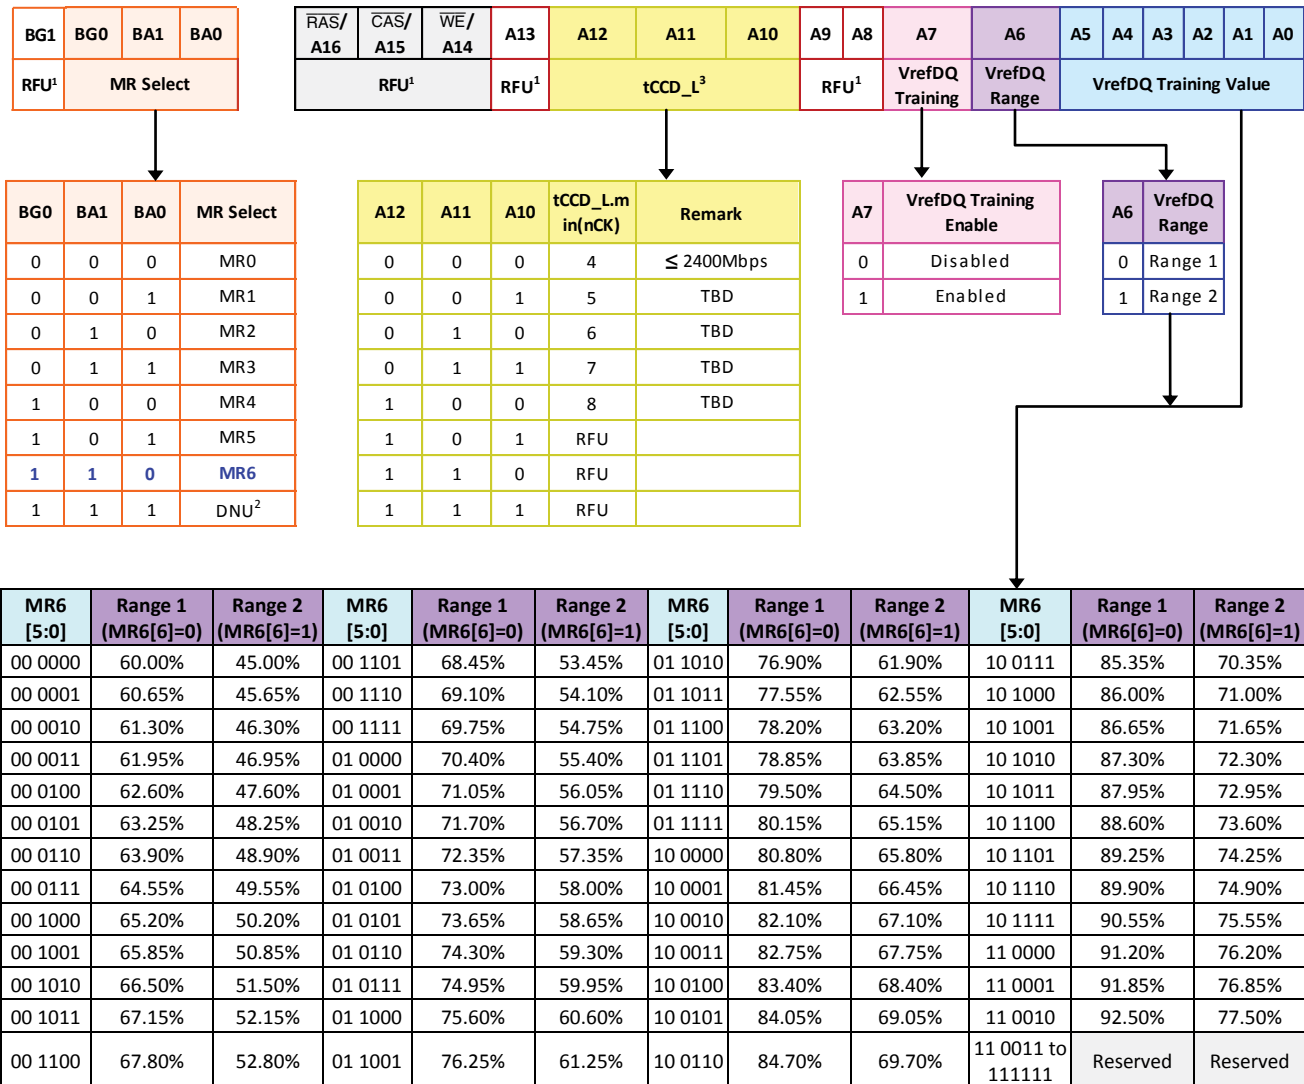 BG1 BG0 BA1 BA0 RAS/ A16 CAS/ A15 WE/ A14 A13 A12 A11 A10 A9 A8 A7 A6 A5 A4 A3 A2 A1 A0
RFU¹ MR Select RFU¹ RFU¹ tCCD_L³ RFU¹ VrefDQ Training VrefDQ Range VrefDQ Training Value
BG0 BA1 BA0 MR Select
0 0 0 MR0
0 0 1 MR1
0 1 0 MR2
0 1 1 MR3
1 0 0 MR4
1 0 1 MR5
1 1 0 MR6
1 1 1 DNU²
A12 A11 A10 tCCD_L.m in(nCK) Remark
0 0 0 4 ≤ 2400Mbps
0 0 1 5 TBD
0 1 0 6 TBD
0 1 1 7 TBD
1 0 0 8 TBD
1 0 1 RFU
1 1 0 RFU
1 1 1 RFU
A7 VrefDQ Training Enable
0 Disabled
1 Enabled
A6 VrefDQ Range
0 Range 1
1 Range 2
MR6 [5:0] Range 1 (MR6[6]=0) Range 2 (MR6[6]=1) MR6 [5:0] Range 1 (MR6[6]=0) Range 2 (MR6[6]=1) MR6 [5:0] Range 1 (MR6[6]=0) Range 2 (MR6[6]=1) MR6 [5:0] Range 1 (MR6[6]=0) Range 2 (MR6[6]=1)
00 0000 60.00% 45.00% 00 1101 68.45% 53.45% 01 1010 76.90% 61.90% 10 0111 85.35% 70.35%
00 0001 60.65% 45.65% 00 1110 69.10% 54.10% 01 1011 77.55% 62.55% 10 1000 86.00% 71.00%
00 0010 61.30% 46.30% 00 1111 69.75% 54.75% 01 1100 78.20% 63.20% 10 1001 86.65% 71.65%
00 0011 61.95% 46.95% 01 0000 70.40% 55.40% 01 1101 78.85% 63.85% 10 1010 87.30% 72.30%
00 0100 62.60% 47.60% 01 0001 71.05% 56.05% 01 1110 79.50% 64.50% 10 1011 87.95% 72.95%
00 0101 63.25% 48.25% 01 0010 71.70% 56.70% 01 1111 80.15% 65.15% 10 1100 88.60% 73.60%
00 0110 63.90% 48.90% 01 0011 72.35% 57.35% 10 0000 80.80% 65.80% 10 1101 89.25% 74.25%
00 0111 64.55% 49.55% 01 0100 73.00% 58.00% 10 0001 81.45% 66.45% 10 1110 89.90% 74.90%
00 1000 65.20% 50.20% 01 0101 73.65% 58.65% 10 0010 82.10% 67.10% 10 1111 90.55% 75.55%
00 1001 65.85% 50.85% 01 0110 74.30% 59.30% 10 0011 82.75% 67.75% 11 0000 91.20% 76.20%
00 1010 66.50% 51.50% 01 0111 74.95% 59.95% 10 0100 83.40% 68.40% 11 0001 91.85% 76.85%
00 1011 67.15% 52.15% 01 1000 75.60% 60.60% 10 0101 84.05% 69.05% 11 0010 92.50% 77.50%
00 1100 67.80% 52.80% 01 1001 76.25% 61.25% 10 0110 84.70% 69.70% 11 0011 to 111111 Reserved Reserved